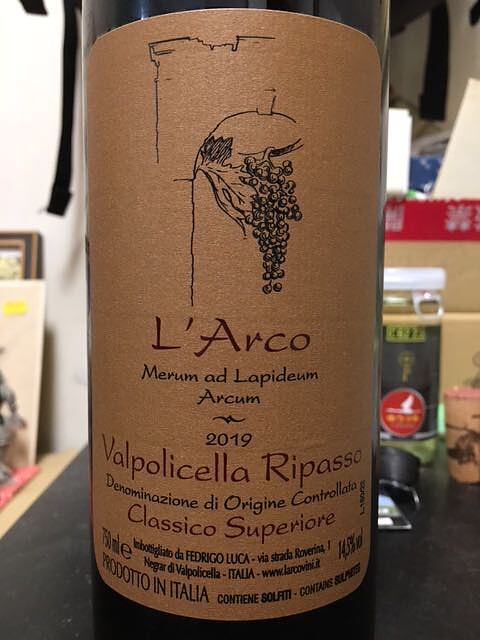 L'Arco
Merum ad Lapideum
Arcum
2019
Valpolicella Ripasso
Denominazione di Origine Controllata
Classico Superiore
750 ml e
Imbottigliato da FEDRIGO LUCA - via strada Roverina, 1
Negrar di Valpolicella - ITALIA - www.larcovini.it
14,5% vol
PRODOTTO IN ITALIA
CONTIENE SOLFITI - CONTAINS SULPHITES